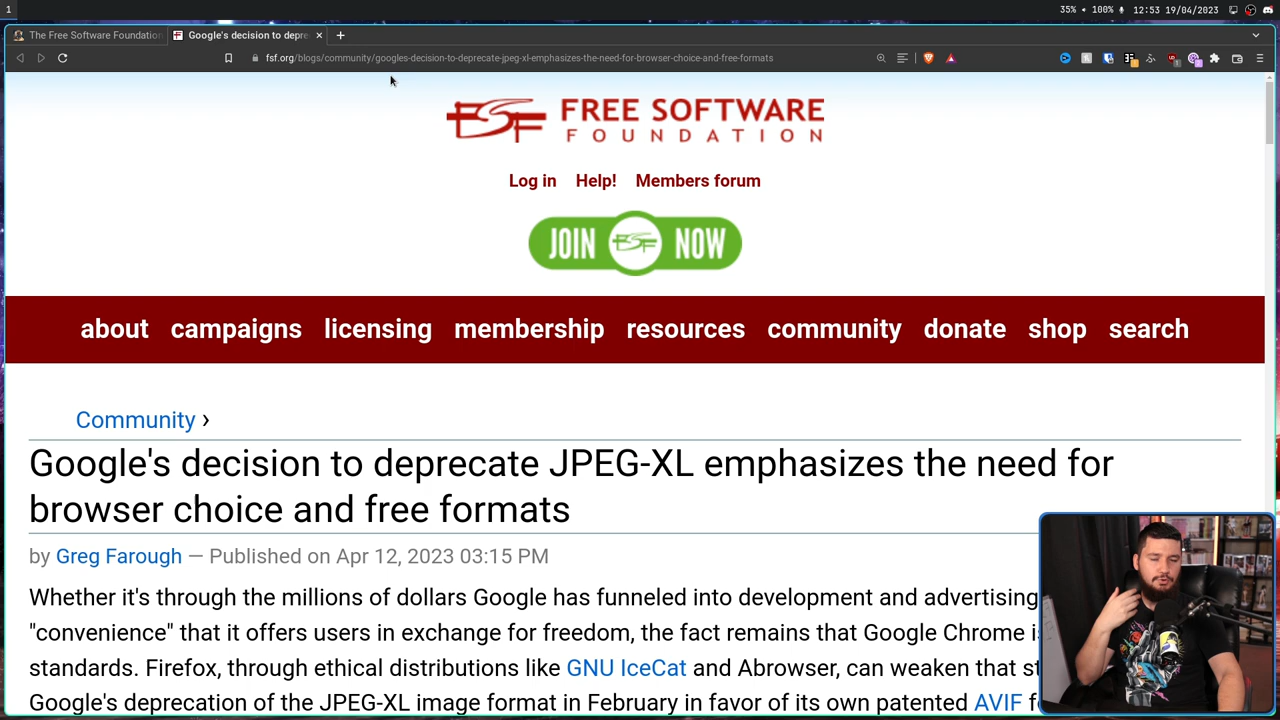 1
35% 100% 12:53 19/04/2023
The Free Software Foundation
Google's decision to depre
fsf.org/blogs/community/googles-decision-to-deprecate-jpeg-xl-emphasizes-the-need-for-browser-choice-and-free-formats
FREE SOFTWARE
FOUNDATION
Log in Help! Members forum
JOIN NOW
about campaigns licensing membership resources community donate shop search
Community ›
Google's decision to deprecate JPEG-XL emphasizes the need for
browser choice and free formats
by Greg Farough — Published on Apr 12, 2023 03:15 PM
Whether it's through the millions of dollars Google has funneled into development and advertising
"convenience" that it offers users in exchange for freedom, the fact remains that Google Chrome
standards. Firefox, through ethical distributions like GNU IceCat and Abrowser, can weaken that
Google's deprecation of the JPEG-XL image format in February in favor of its own patented AVIF